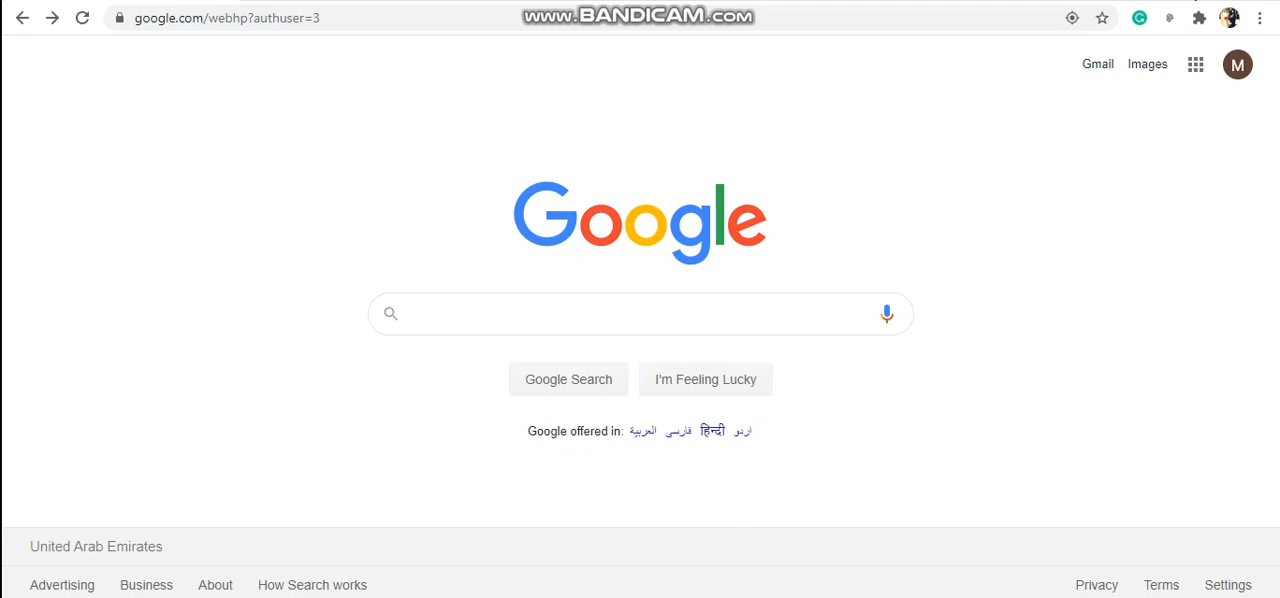 google.com/webhp?authuser=3
WWW.BANDICAM.COM
Gmail Images
M
Google
Google Search I'm Feeling Lucky
Google offered in: العربية فارسی हिन्दी اردو
United Arab Emirates
Advertising Business About How Search works Privacy Terms Settings